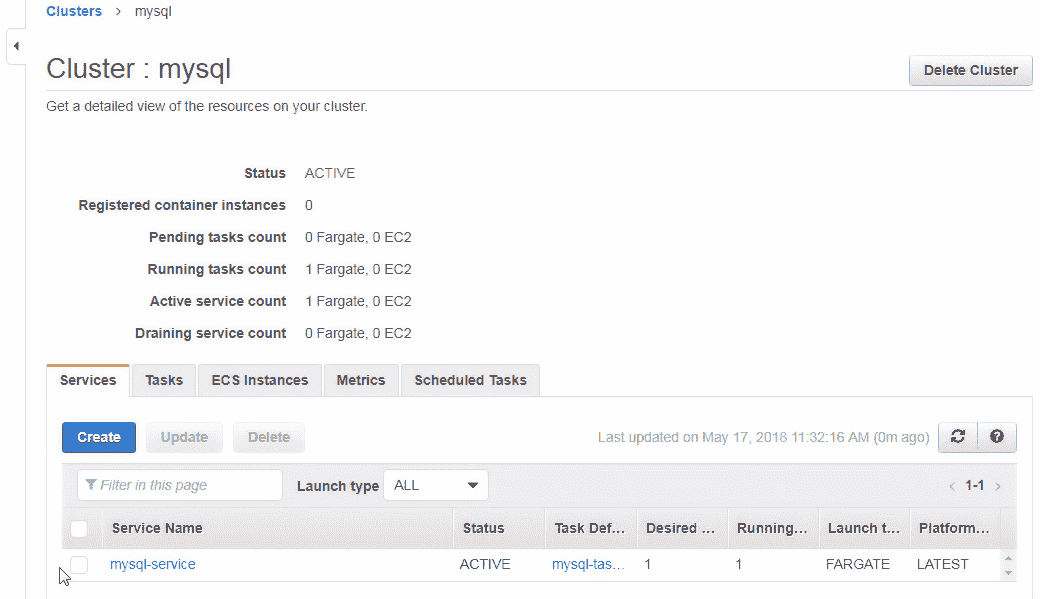 Clusters > mysql
Cluster : mysql
Delete Cluster
Get a detailed view of the resources on your cluster.
Status ACTIVE
Registered container instances 0
Pending tasks count 0 Fargate, 0 EC2
Running tasks count 1 Fargate, 0 EC2
Active service count 1 Fargate, 0 EC2
Draining service count 0 Fargate, 0 EC2
Services Tasks ECS Instances Metrics Scheduled Tasks
Create Update Delete Last updated on May 17, 2018 11:32:16 AM (0m ago)
Filter in this page Launch type ALL < 1-1 >
Service Name Status Task Def... Desired ... Running... Launch t... Platform...
mysql-service ACTIVE mysql-tas... 1 1 FARGATE LATEST